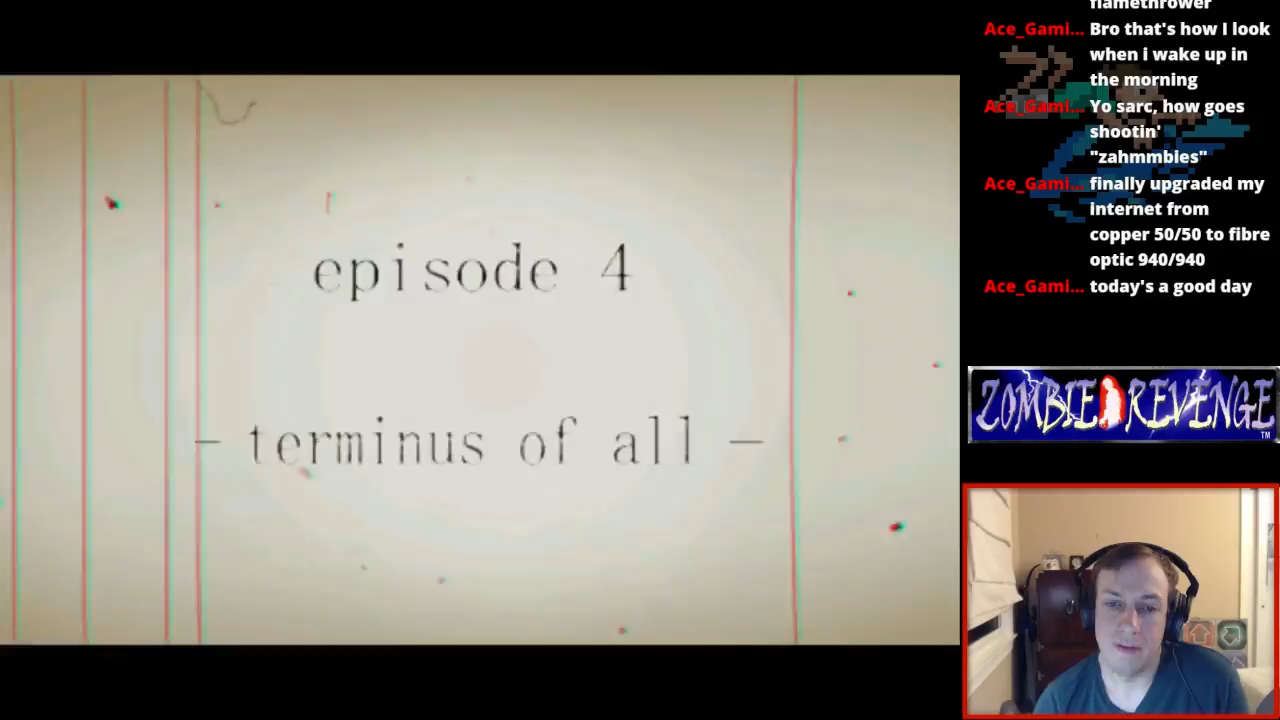 episode 4
- terminus of all -
flamethrower
Ace_Gami... Bro that's how I look
when i wake up in
the morning
Ace_Gami... Yo sarc, how goes
shootin'
"zahmmbies"
Ace_Gami... finally upgraded my
internet from
copper 50/50 to fibre
optic 940/940
Ace_Gami... today's a good day
ZOMBIE REVENGE
TM